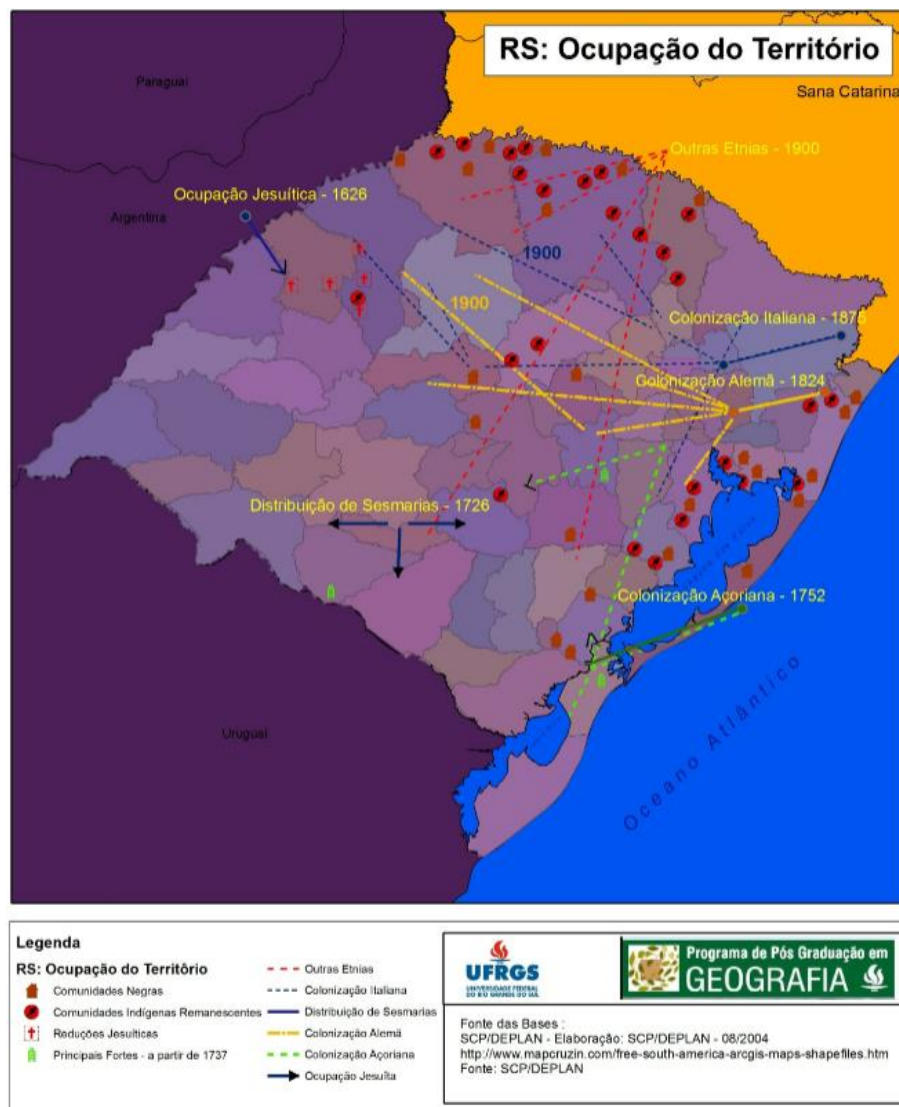 RS: Ocupação do Território
Paraguai
Sana Catarina
Outras Etnias - 1900
Ocupação Jesuítica - 1626
Argentina
1900
1900
Colonização Italiana - 1875
Colonização Alemã - 1824
Distribuição de Sesmarias - 1726
Colonização Açoriana - 1752
Uruguai
Oceano Atlântico
Legenda
RS: Ocupação do Território
Comunidades Negras
Comunidades Indígenas Remanescentes
Reduções Jesuíticas
Principais Fortes - a partir de 1737
Outras Etnias
Colonização Italiana
Distribuição de Sesmarias
Colonização Alemã
Colonização Açoriana
Ocupação Jesuíta
UFRGS
UNIVERSIDADE FEDERAL
DO RIO GRANDE DO SUL
Programa de Pós Graduação em
GEOGRAFIA
Fonte das Bases :
SCP/DEPLAN - Elaboração: SCP/DEPLAN - 08/2004
http://www.mapcruzin.com/free-south-america-arcgis-maps-shapefiles.htm
Fonte: SCP/DEPLAN